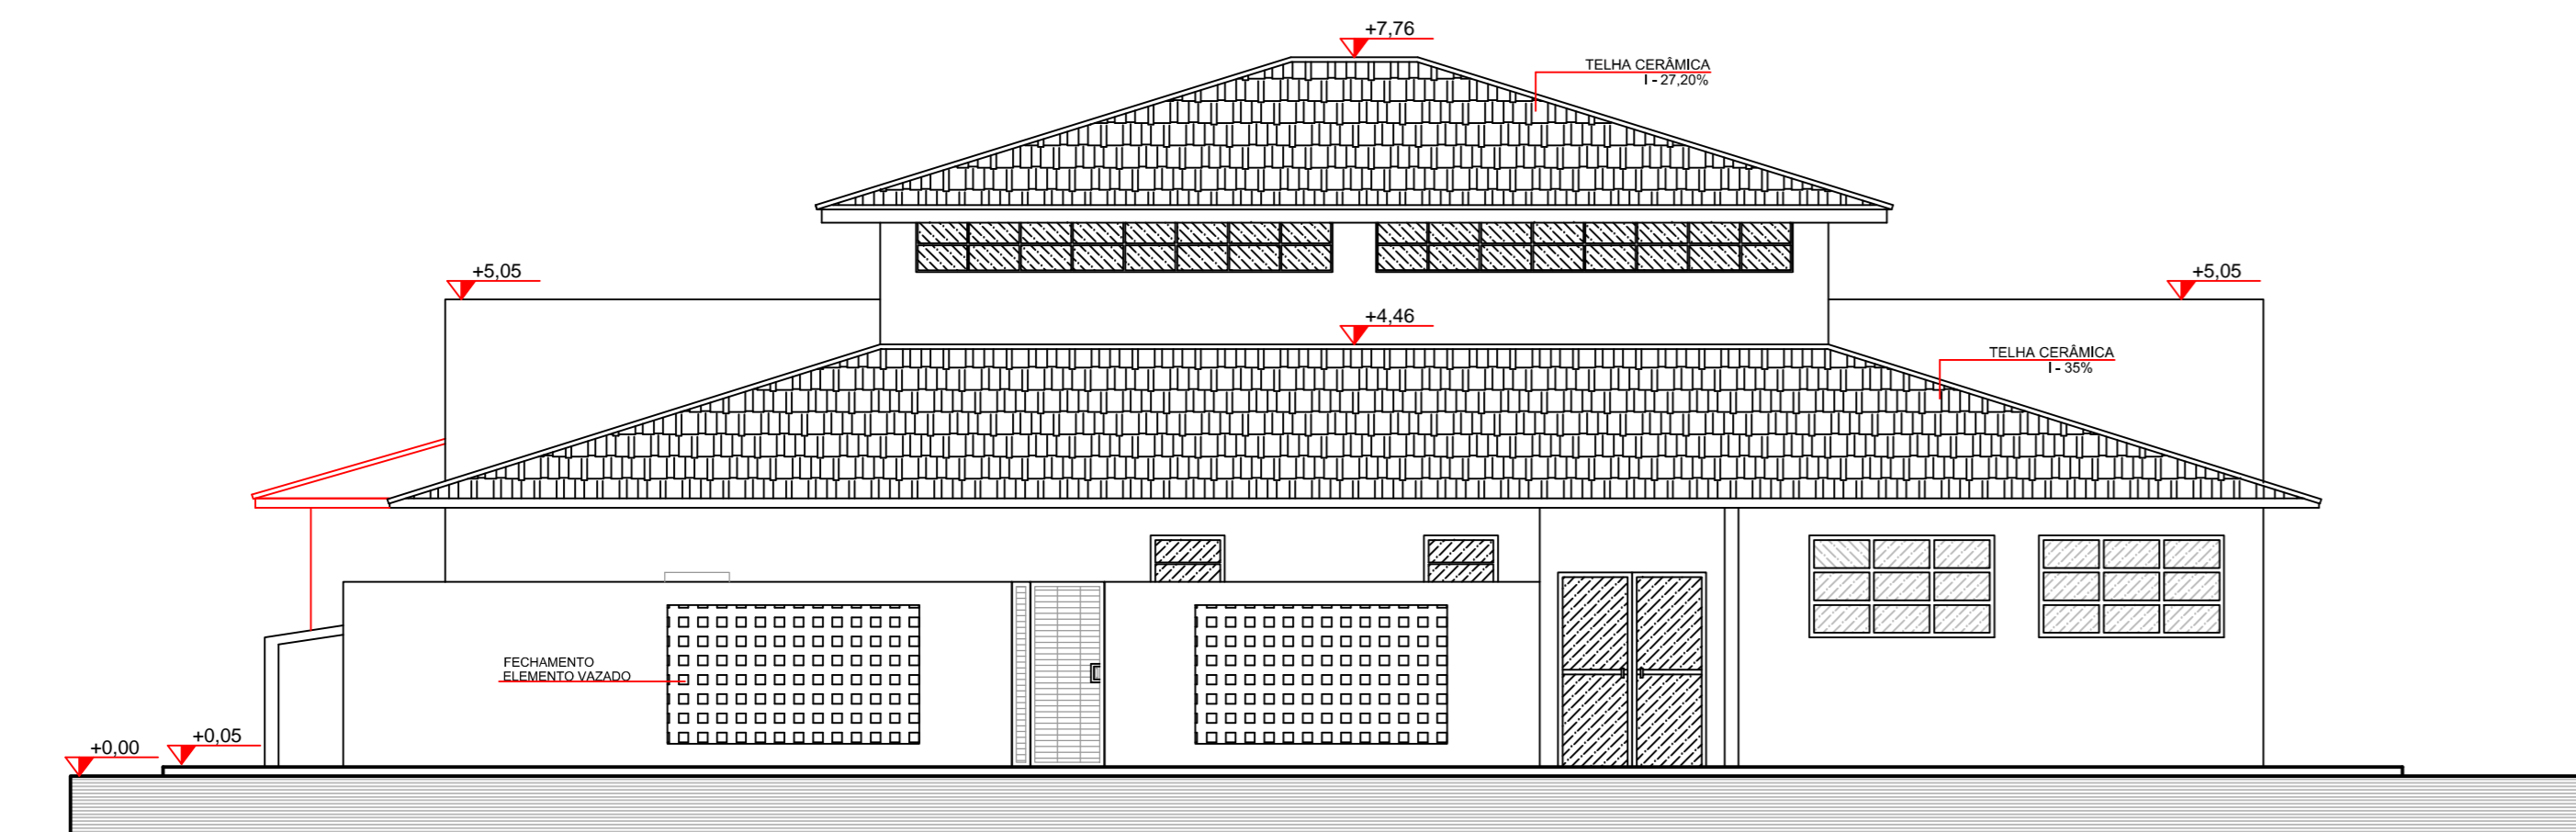 +7,76
TELHA CERÂMICA
I - 27,20%
+5,05
+5,05
+4,46
TELHA CERÂMICA
I - 35%
FECHAMENTO
ELEMENTO VAZADO
+0,00
+0,05